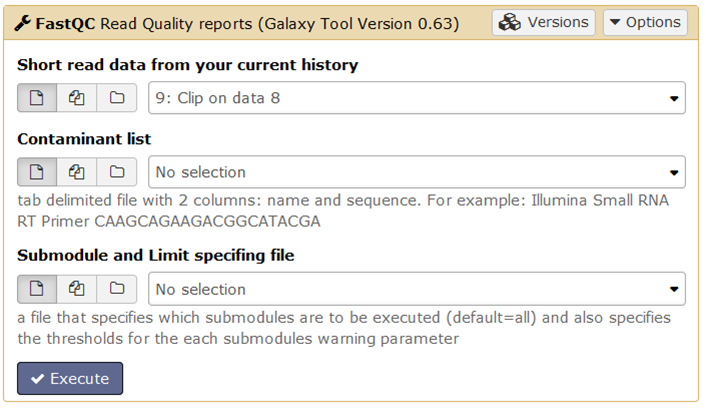 FastQC Read Quality reports (Galaxy Tool Version 0.63) Versions Options
Short read data from your current history
9: Clip on data 8
Contaminant list
No selection
tab delimited file with 2 columns: name and sequence. For example: Illumina Small RNA
RT Primer CAAGCAGAAGACGGCATACGA
Submodule and Limit specifing file
No selection
a file that specifies which submodules are to be executed (default=all) and also specifies
the thresholds for the each submodules warning parameter
Execute